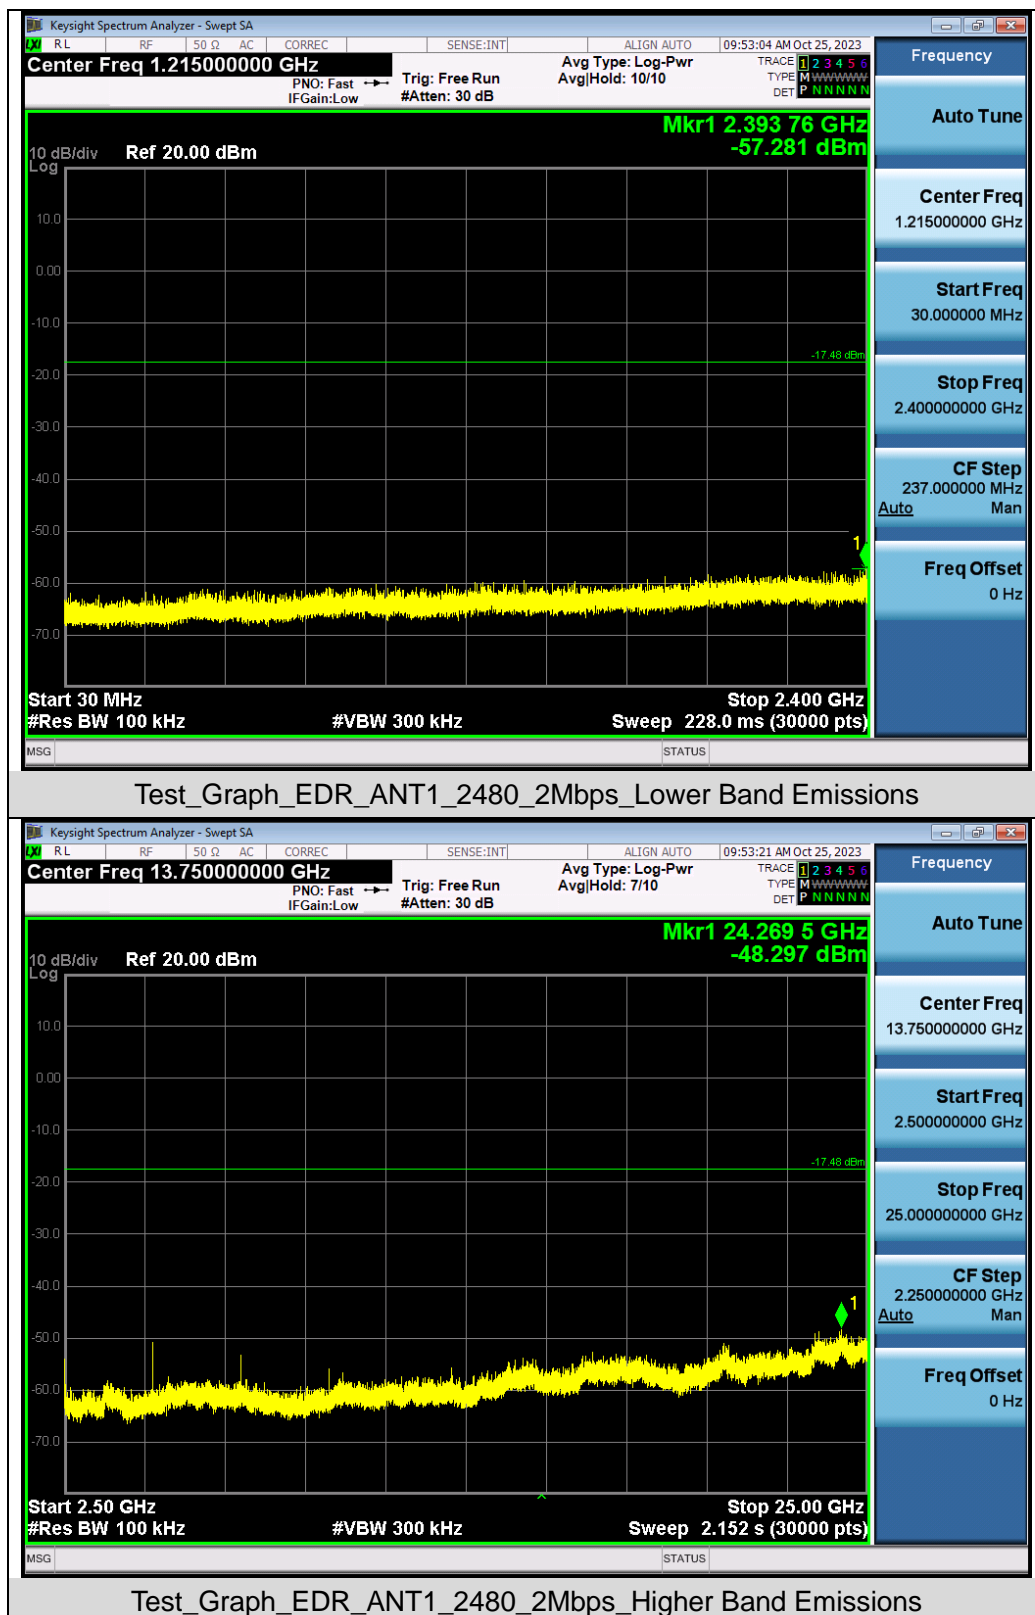 Keysight Spectrum Analyzer - Swept SA
LXI RL RF 50 Ω AC CORREC SENSE:INT ALIGN AUTO 09:53:04 AM Oct 25, 2023
Center Freq 1.215000000 GHz
PNO: Fast
IFGain:Low
Trig: Free Run
#Atten: 30 dB
Avg Type: Log-Pwr
Avg|Hold: 10/10
TRACE 1 2 3 4 5 6
TYPE M WWWWW
DET P N N N N N
Mkr1 2.393 76 GHz
-57.281 dBm
10 dB/div Ref 20.00 dBm
Log
10.0
0.00
-10.0
-17.48 dBm
-20.0
-30.0
-40.0
-50.0
1
-60.0
-70.0
Start 30 MHz Stop 2.400 GHz
#Res BW 100 kHz #VBW 300 kHz Sweep 228.0 ms (30000 pts)
MSG STATUS
Frequency
Auto Tune
Center Freq
1.215000000 GHz
Start Freq
30.000000 MHz
Stop Freq
2.400000000 GHz
CF Step
237.000000 MHz
Auto Man
Freq Offset
0 Hz
Test_Graph_EDR_ANT1_2480_2Mbps_Lower Band Emissions
Keysight Spectrum Analyzer - Swept SA
LXI RL RF 50 Ω AC CORREC SENSE:INT ALIGN AUTO 09:53:21 AM Oct 25, 2023
Center Freq 13.750000000 GHz
PNO: Fast
IFGain:Low
Trig: Free Run
#Atten: 30 dB
Avg Type: Log-Pwr
Avg|Hold: 7/10
TRACE 1 2 3 4 5 6
TYPE M WWWWW
DET P N N N N N
Mkr1 24.269 5 GHz
-48.297 dBm
10 dB/div Ref 20.00 dBm
Log
10.0
0.00
-10.0
-17.48 dBm
-20.0
-30.0
-40.0
1
-50.0
-60.0
-70.0
Start 2.50 GHz Stop 25.00 GHz
#Res BW 100 kHz #VBW 300 kHz Sweep 2.152 s (30000 pts)
MSG STATUS
Frequency
Auto Tune
Center Freq
13.750000000 GHz
Start Freq
2.500000000 GHz
Stop Freq
25.000000000 GHz
CF Step
2.250000000 GHz
Auto Man
Freq Offset
0 Hz
Test_Graph_EDR_ANT1_2480_2Mbps_Higher Band Emissions